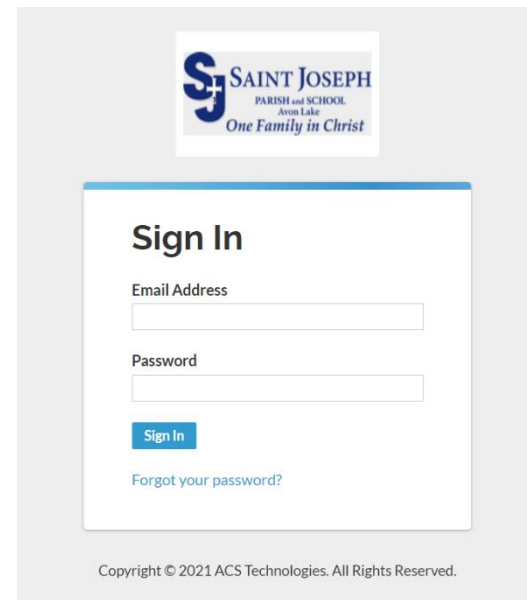 SJ SAINT JOSEPH
PARISH and SCHOOL
Avon Lake
One Family in Christ
Sign In
Email Address
Password
Sign In
Forgot your password?
Copyright © 2021 ACS Technologies. All Rights Reserved.